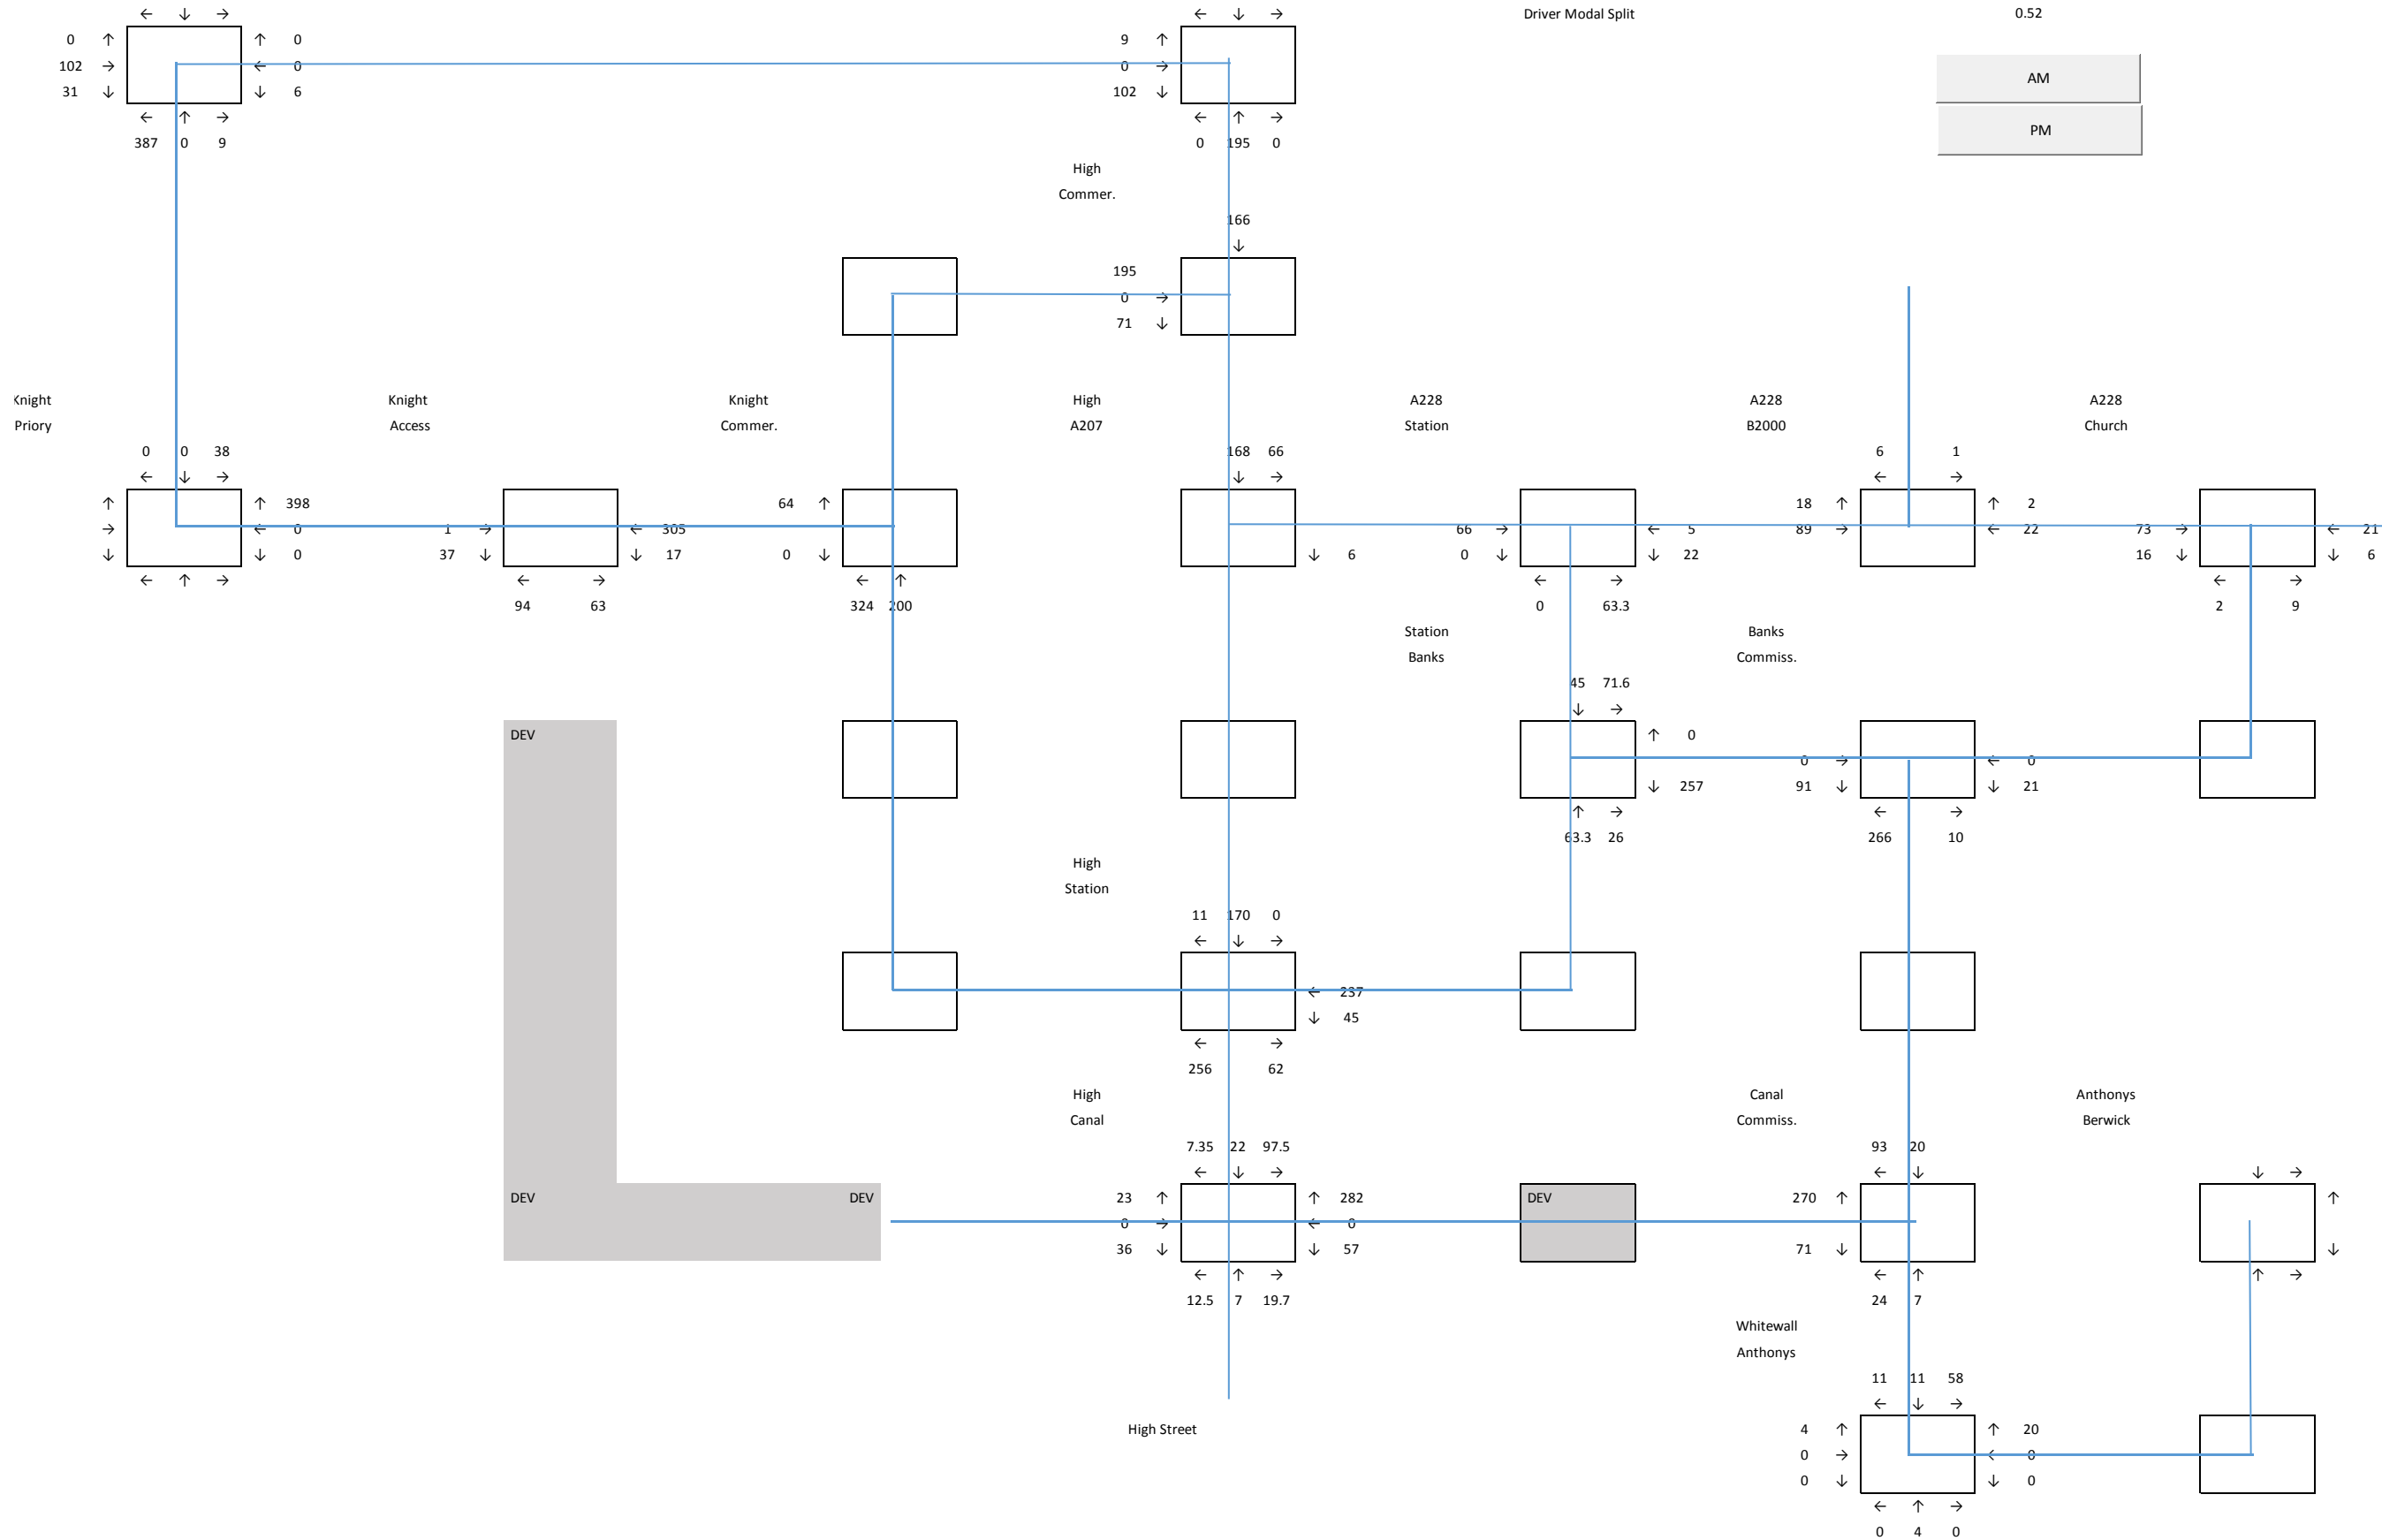 ← ↓ → ← ↓ → Driver Modal Split 0.52
0 ↑ ↑ 0 9 ↑
102 → ← 0 0 → AM
31 ↓ ↓ 6 102 ↓
← ↑ → ← ↑ → PM
387 0 9 0 195 0
High
Commer.
166
↓
195
0 →
71 ↓
Knight Knight Knight High A228 A228 A228
Priory Access Commer. A207 Station B2000 Church
0 0 38 168 66 6 1
← ↓ → ↓ → ← →
↑ ↑ 398 64 ↑ 18 ↑ ↑ 2
→ ← 0 1 → ← 305 66 → ← 5 89 → ← 22 73 → ← 21
↓ ↓ 0 37 ↓ ↓ 17 0 ↓ ↓ 6 0 ↓ ↓ 22 16 ↓ ↓ 6
← ↑ → ← → ← ↑ ← → ← →
94 63 324 200 0 63.3 2 9
Station Banks
Banks Commiss.
45 71.6
↓ →
DEV ↑ 0
0 → ← 0
↓ 257 91 ↓ ↓ 21
↑ → ← →
63.3 26 266 10
High
Station
11 170 0
← ↓ →
← 237
↓ 45
← →
256 62
High Canal Anthonys
Canal Commiss. Berwick
7.35 22 97.5 93 20
← ↓ → ← ↓ ↓ →
DEV DEV 23 ↑ ↑ 282 DEV 270 ↑ ↑
0 → ← 0
36 ↓ ↓ 57 71 ↓ ↓
← ↑ → ← ↑ ↑ →
12.5 7 19.7 24 7
Whitewall
Anthonys
11 11 58
← ↓ →
High Street 4 ↑ ↑ 20
0 → ← 0
0 ↓ ↓ 0
← ↑ →
0 4 0